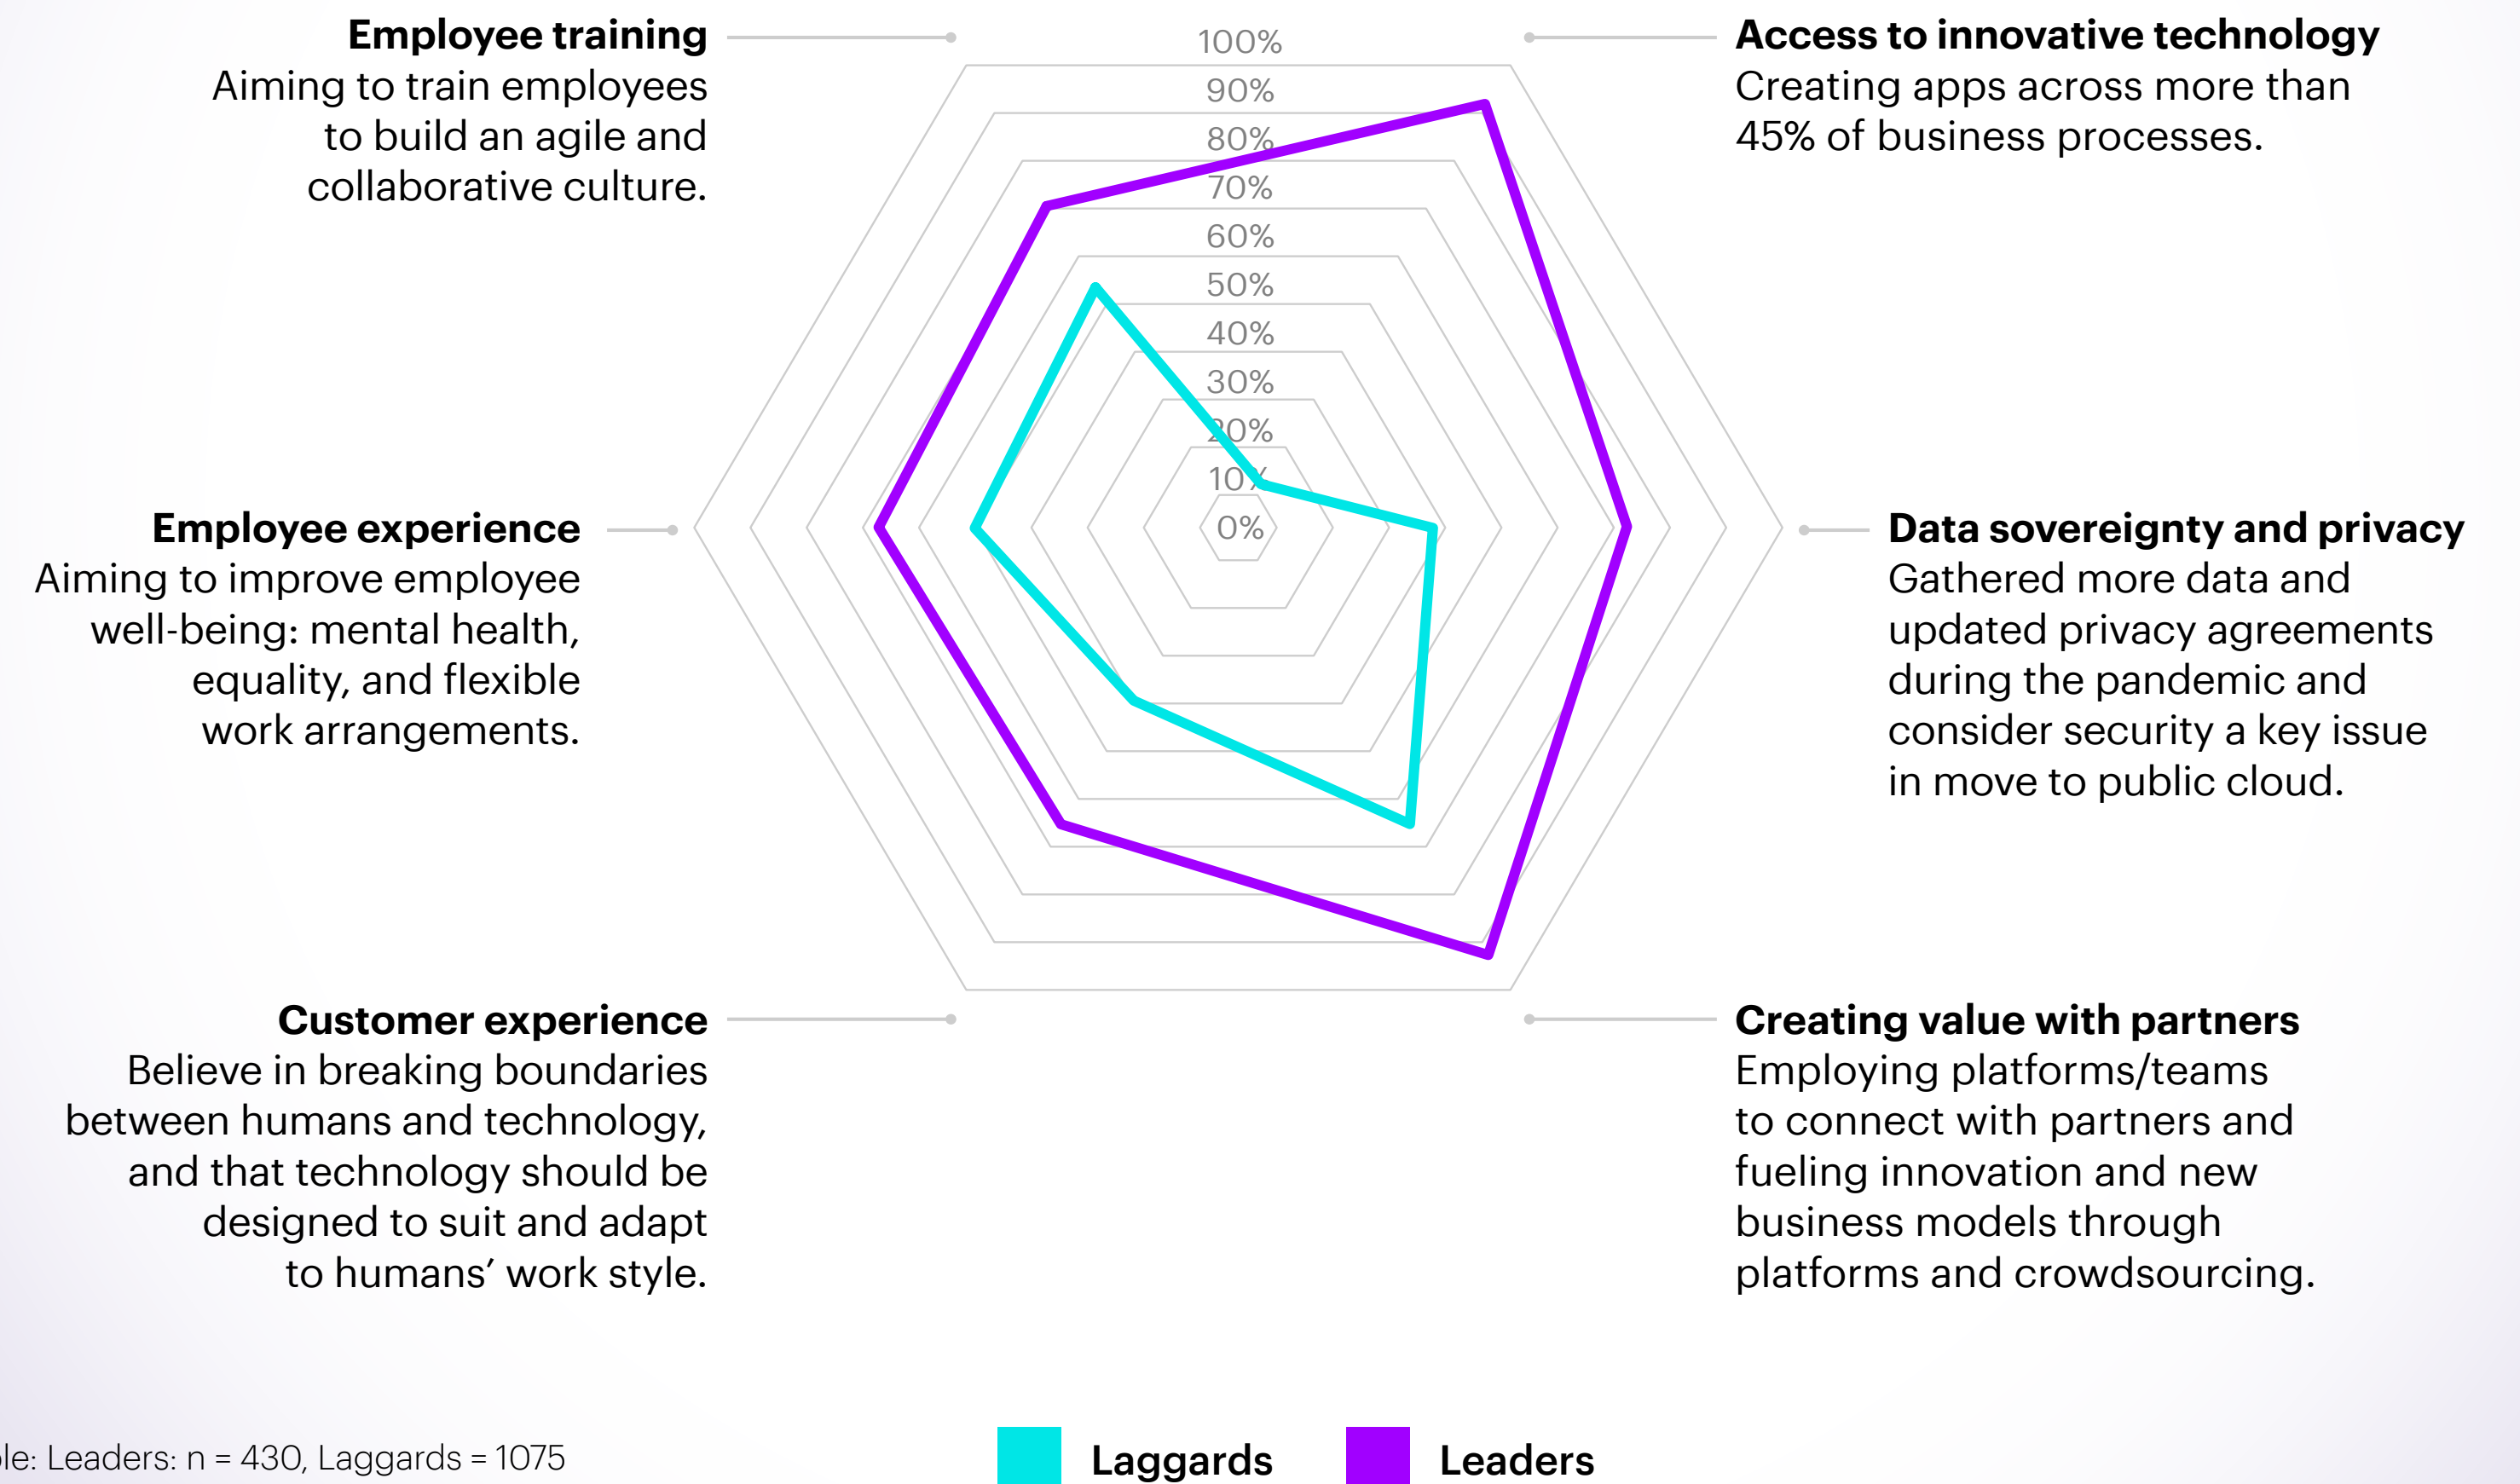 Employee training
Aiming to train employees
to build an agile and
collaborative culture.
Access to innovative technology
Creating apps across more than
45% of business processes.
100%
90%
80%
70%
60%
50%
40%
30%
20%
10%
0%
Employee experience
Aiming to improve employee
well-being: mental health,
equality, and flexible
work arrangements.
Data sovereignty and privacy
Gathered more data and
updated privacy agreements
during the pandemic and
consider security a key issue
in move to public cloud.
Customer experience
Believe in breaking boundaries
between humans and technology,
and that technology should be
designed to suit and adapt
to humans’ work style.
Creating value with partners
Employing platforms/teams
to connect with partners and
fueling innovation and new
business models through
platforms and crowdsourcing.
Leaders: n = 430, Laggards = 1075
Laggards
Leaders